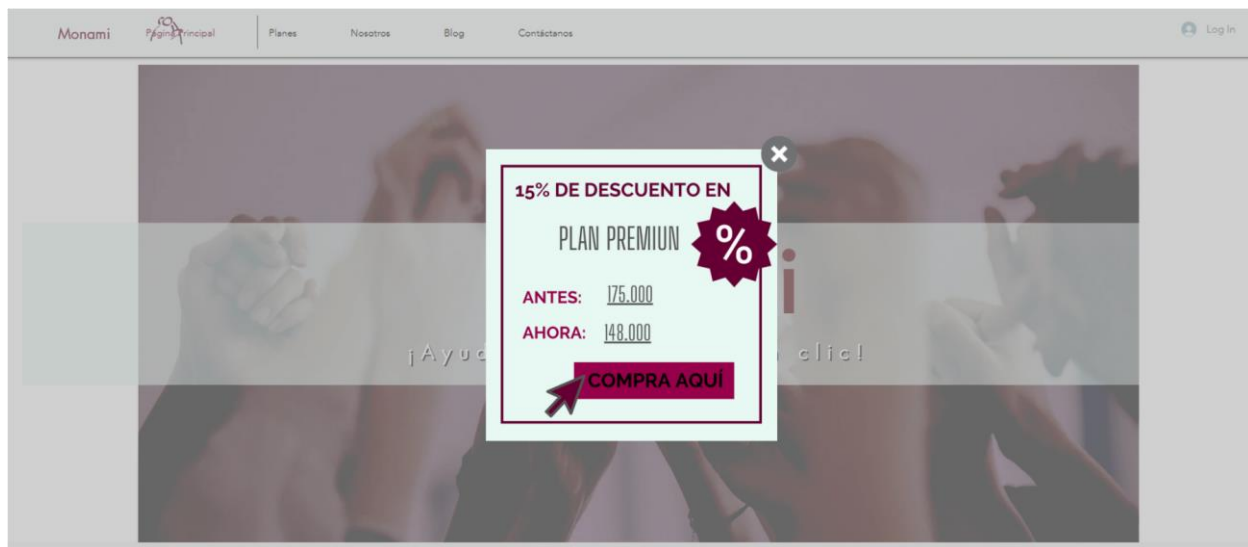 Monami
Página Principal
Planes
Nosotros
Blog
Contáctanos
Log In
15% DE DESCUENTO EN
PLAN PREMIUN
%
ANTES: 175.000
AHORA: 148.000
COMPRA AQUÍ
i
¡Ayud clic!